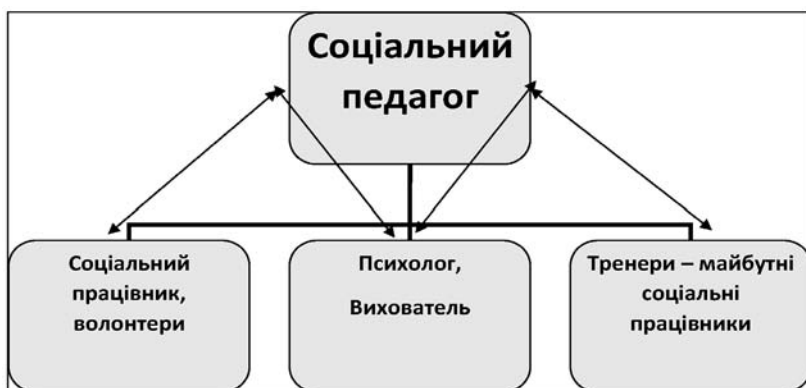 Соціальний
педагог
Соціальний
працівник,
волонтери
Психолог,
Вихователь
Тренери – майбутні
соціальні
працівники